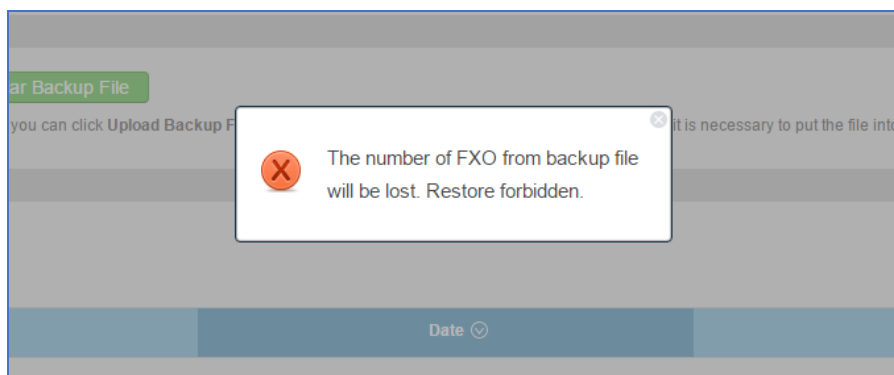 ar Backup File
you can click Upload Backup F
it is necessary to put the file into
The number of FXO from backup file
will be lost. Restore forbidden.
Date